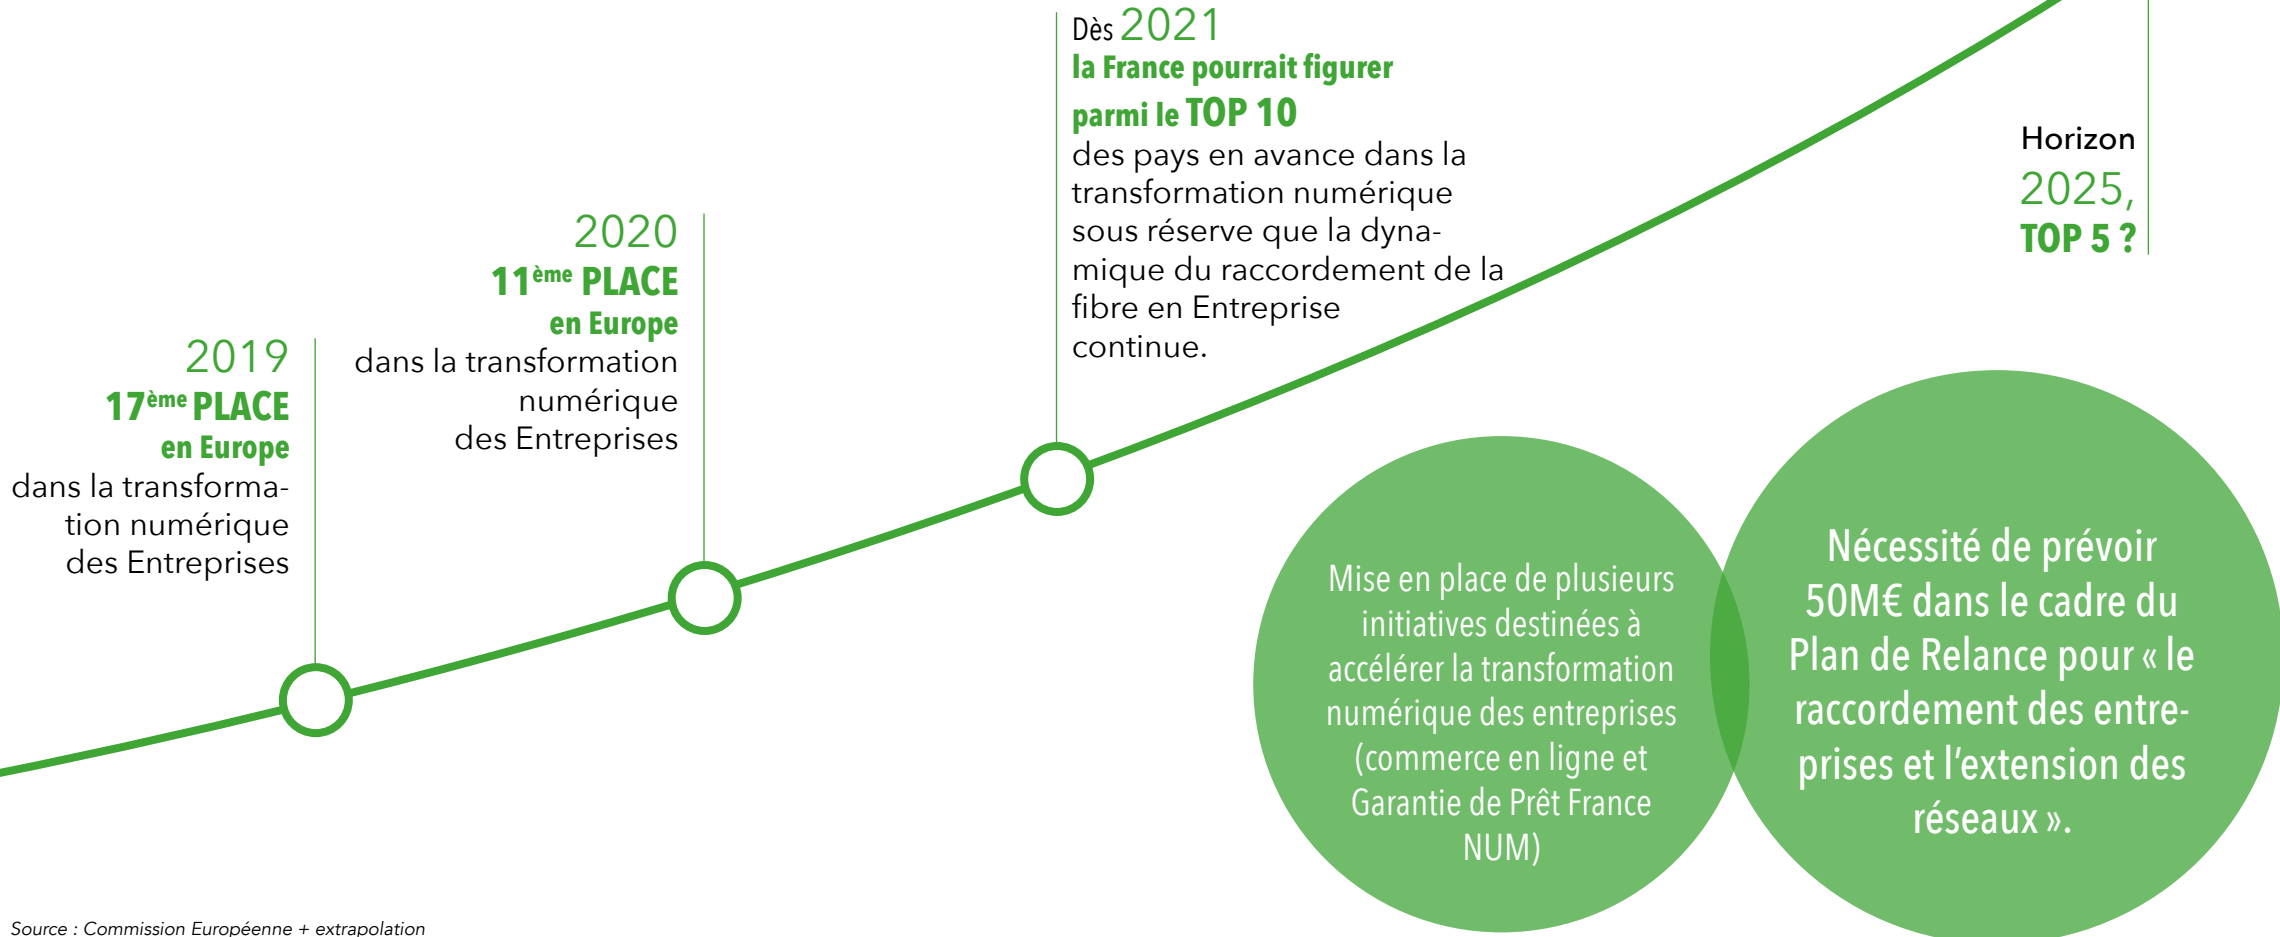 2019
17ème PLACE
en Europe
dans la transforma-
tion numérique
des Entreprises
2020
11ème PLACE
en Europe
dans la transformation
numérique
des Entreprises
Dès 2021
la France pourrait figurer
parmi le TOP 10
des pays en avance dans la
transformation numérique
sous réserve que la dyna-
mique du raccordement de la
fibre en Entreprise
continue.
Horizon
2025,
TOP 5 ?
Mise en place de plusieurs
initiatives destinées à
accélérer la transformation
numérique des entreprises
(commerce en ligne et
Garantie de Prêt France
NUM)
Nécessité de prévoir
50M€ dans le cadre du
Plan de Relance pour « le
raccordement des entre-
prises et l’extension des
réseaux ».
Source : Commission Européenne + extrapolation